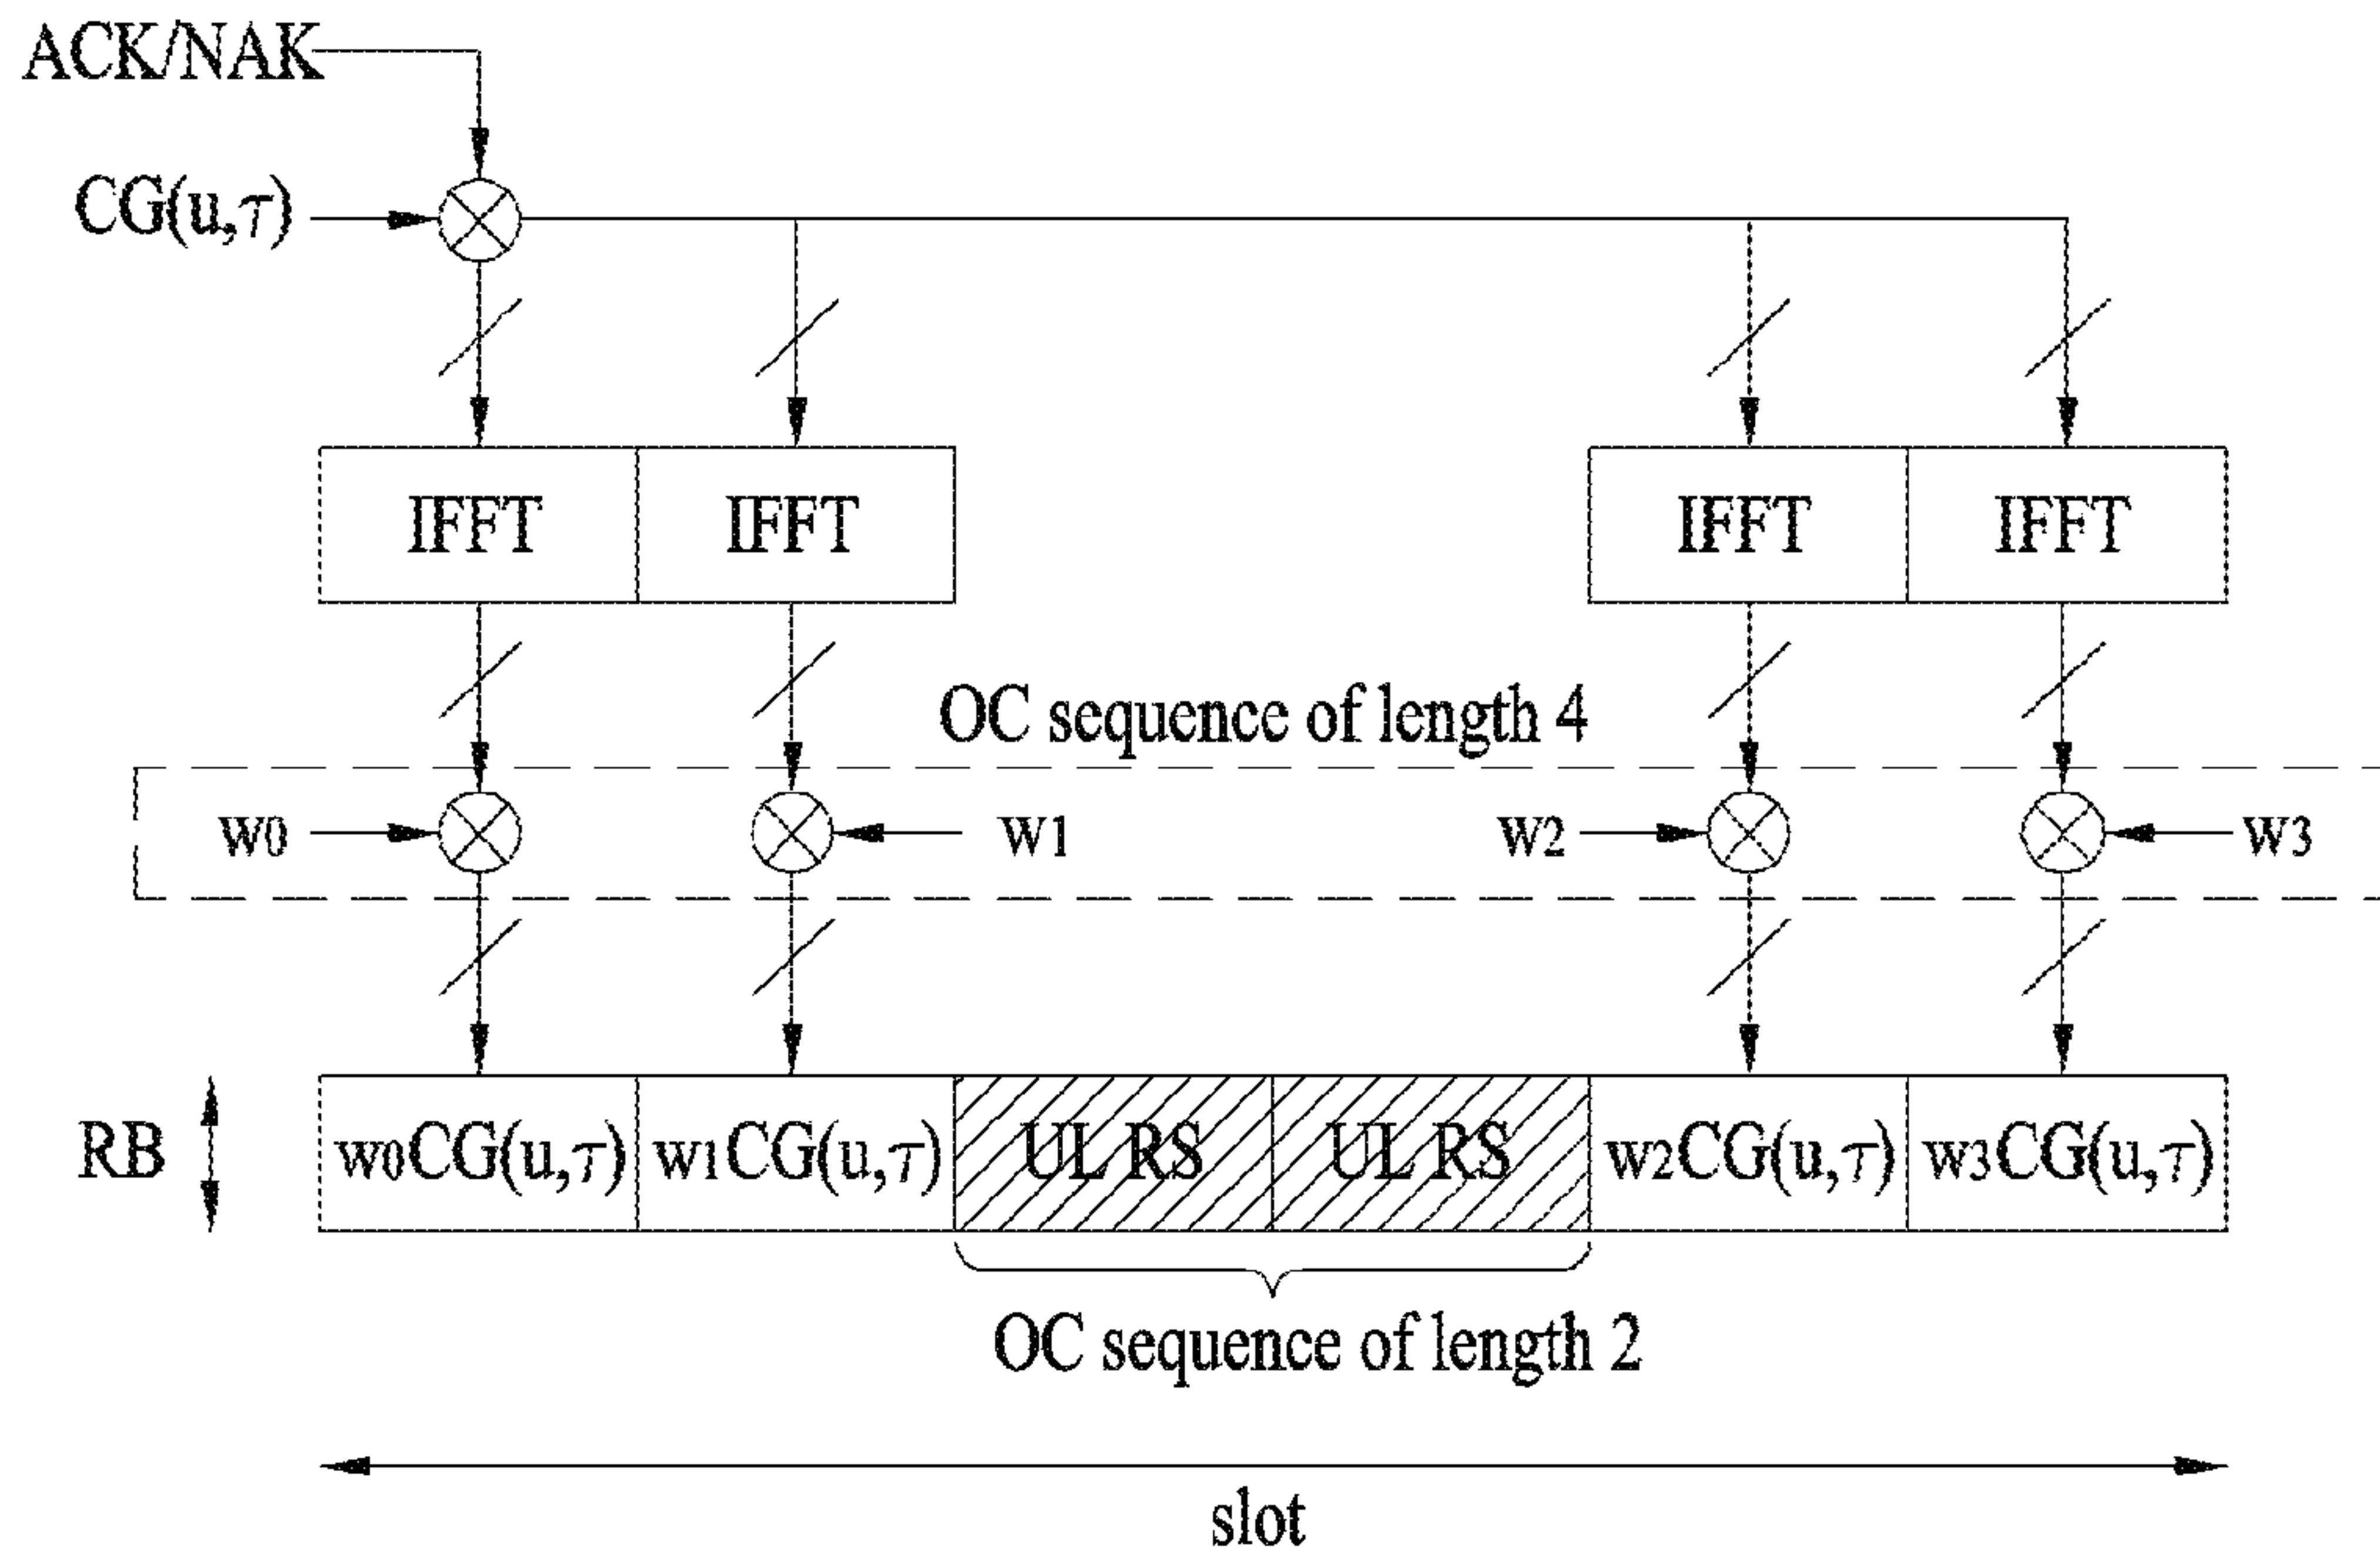 ACK/NAK
CG(u,τ)
IFFT IFFT IFFT IFFT
OC sequence of length 4
w0 w1 w2 w3
RB w0CG(u,τ) w1CG(u,τ) UL RS UL RS w2CG(u,τ) w3CG(u,τ)
OC sequence of length 2
slot